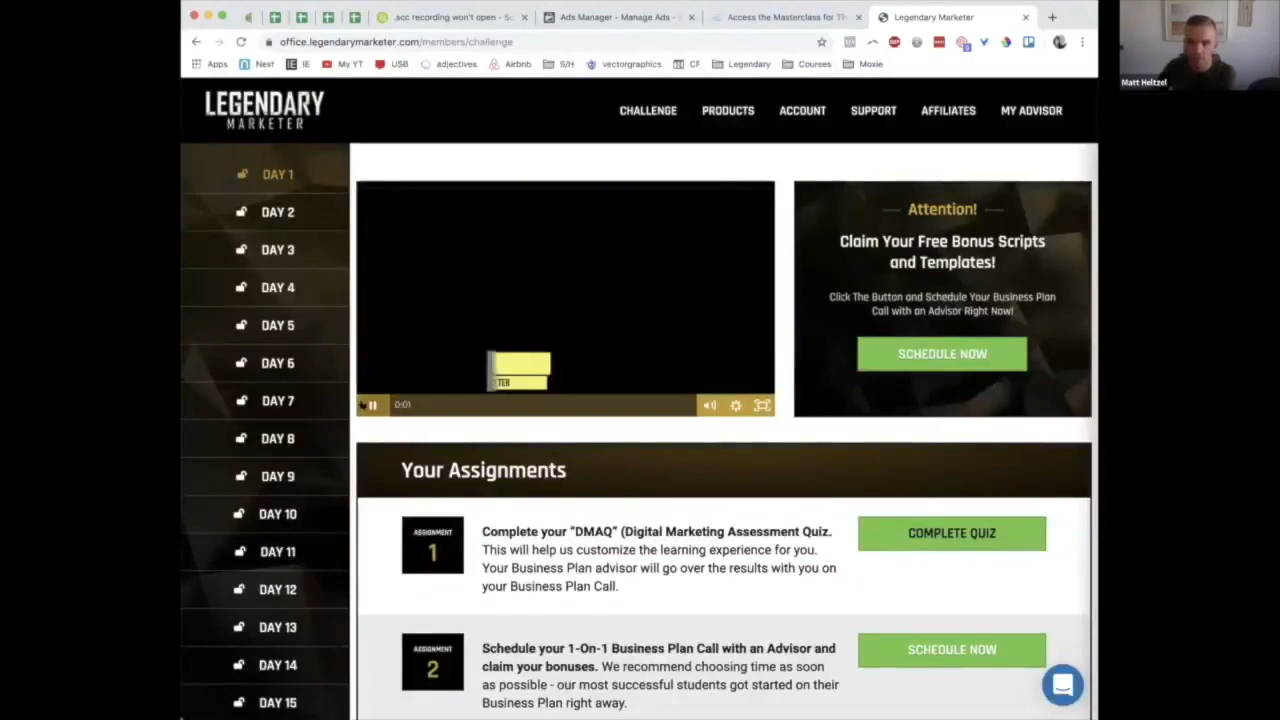 .scc recording won't open - Sc
Ads Manager - Manage Ads -
Access the Masterclass for Th
Legendary Marketer
office.legendarymarketer.com/members/challenge
Apps
Nest
IE
My YT
USB
adjectives
Airbnb
S/H
vectorgraphics
CF
Legendary
Courses
Moxie
Matt Heltzel
LEGENDARY
MARKETER
CHALLENGE
PRODUCTS
ACCOUNT
SUPPORT
AFFILIATES
MY ADVISOR
DAY 1
DAY 2
DAY 3
DAY 4
DAY 5
DAY 6
DAY 7
DAY 8
DAY 9
DAY 10
DAY 11
DAY 12
DAY 13
DAY 14
DAY 15
TER
0:01
Attention!
Claim Your Free Bonus Scripts
and Templates!
Click The Button and Schedule Your Business Plan
Call with an Advisor Right Now!
SCHEDULE NOW
Your Assignments
ASSIGNMENT
1
Complete your “DMAQ” (Digital Marketing Assessment Quiz.
This will help us customize the learning experience for you.
Your Business Plan advisor will go over the results with you on
your Business Plan Call.
COMPLETE QUIZ
ASSIGNMENT
2
Schedule your 1-On-1 Business Plan Call with an Advisor and
claim your bonuses. We recommend choosing time as soon
as possible - our most successful students got started on their
Business Plan right away.
SCHEDULE NOW